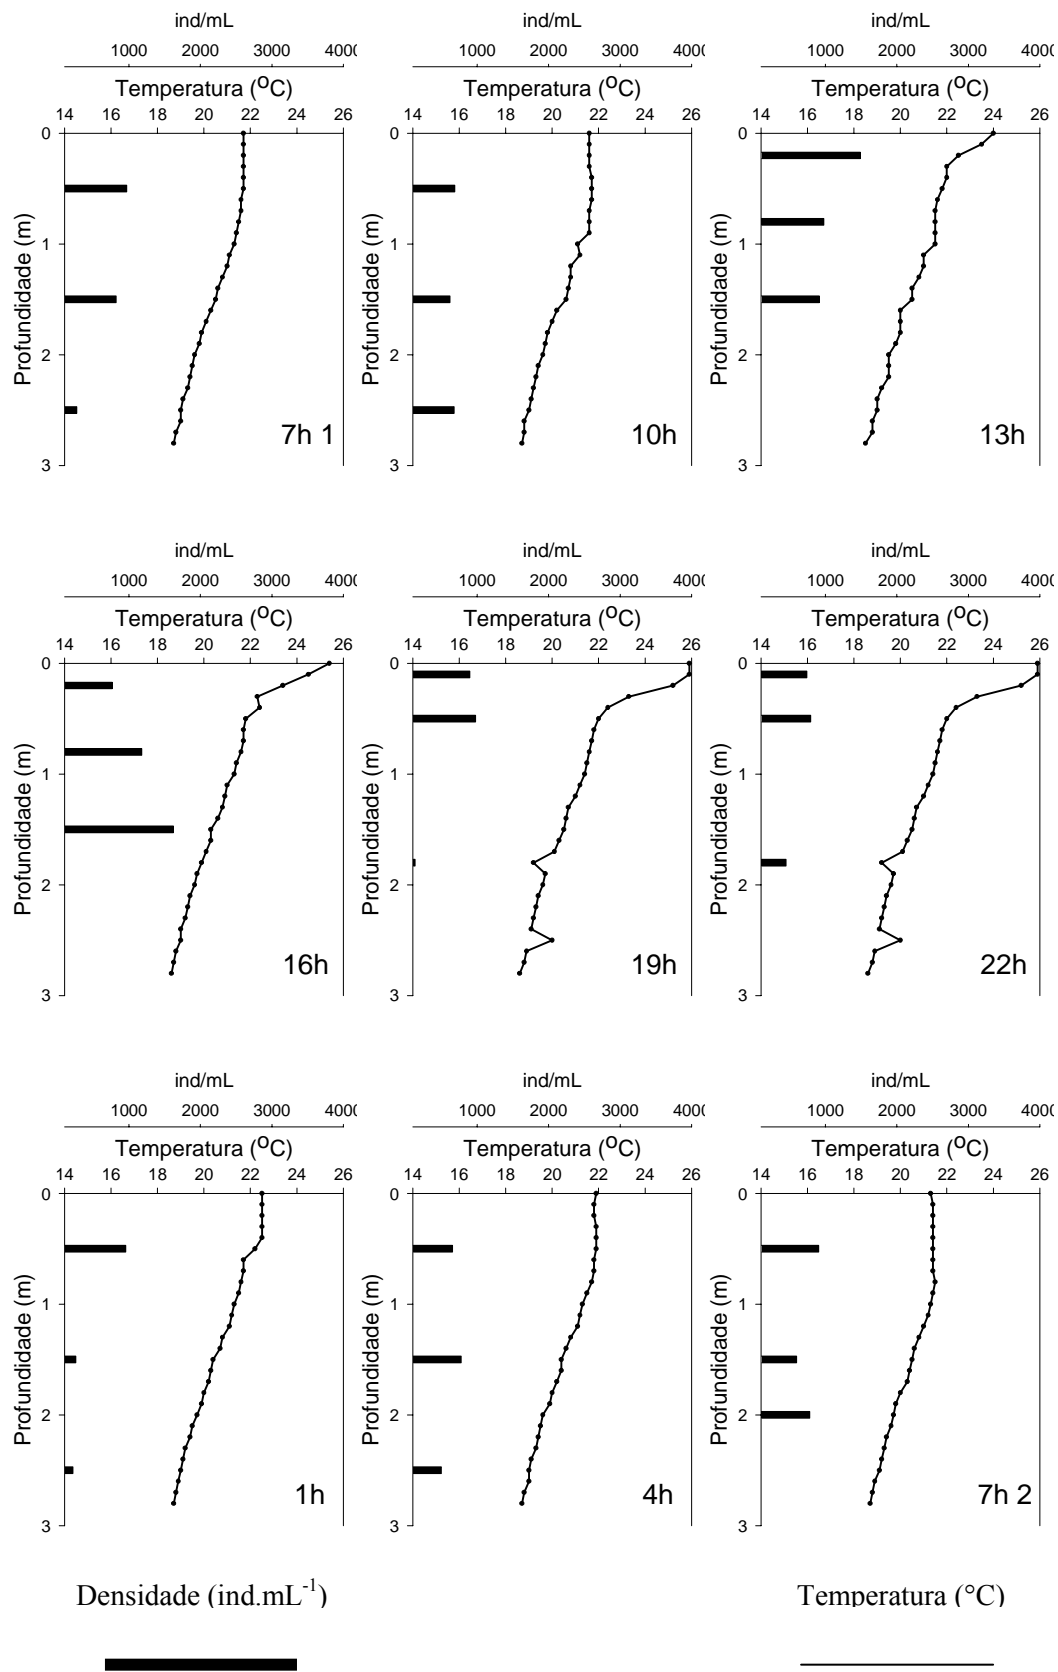 ind/mL ind/mL ind/mL
1000 2000 3000 4000 1000 2000 3000 4000 1000 2000 3000 4000
Temperatura (°C) Temperatura (°C) Temperatura (°C)
14 16 18 20 22 24 26 14 16 18 20 22 24 26 14 16 18 20 22 24 26
0 0 0
1 1 1
Profundidade (m) Profundidade (m) Profundidade (m)
2 2 2
7h 1 10h 13h
3 3 3
ind/mL ind/mL ind/mL
1000 2000 3000 4000 1000 2000 3000 4000 1000 2000 3000 4000
Temperatura (°C) Temperatura (°C) Temperatura (°C)
14 16 18 20 22 24 26 14 16 18 20 22 24 26 14 16 18 20 22 24 26
0 0 0
1 1 1
Profundidade (m) Profundidade (m) Profundidade (m)
2 2 2
16h 19h 22h
3 3 3
ind/mL ind/mL ind/mL
1000 2000 3000 4000 1000 2000 3000 4000 1000 2000 3000 4000
Temperatura (°C) Temperatura (°C) Temperatura (°C)
14 16 18 20 22 24 26 14 16 18 20 22 24 26 14 16 18 20 22 24 26
0 0 0
1 1 1
Profundidade (m) Profundidade (m) Profundidade (m)
2 2 2
1h 4h 7h 2
3 3 3
Densidade (ind.mL⁻¹) Temperatura (°C)